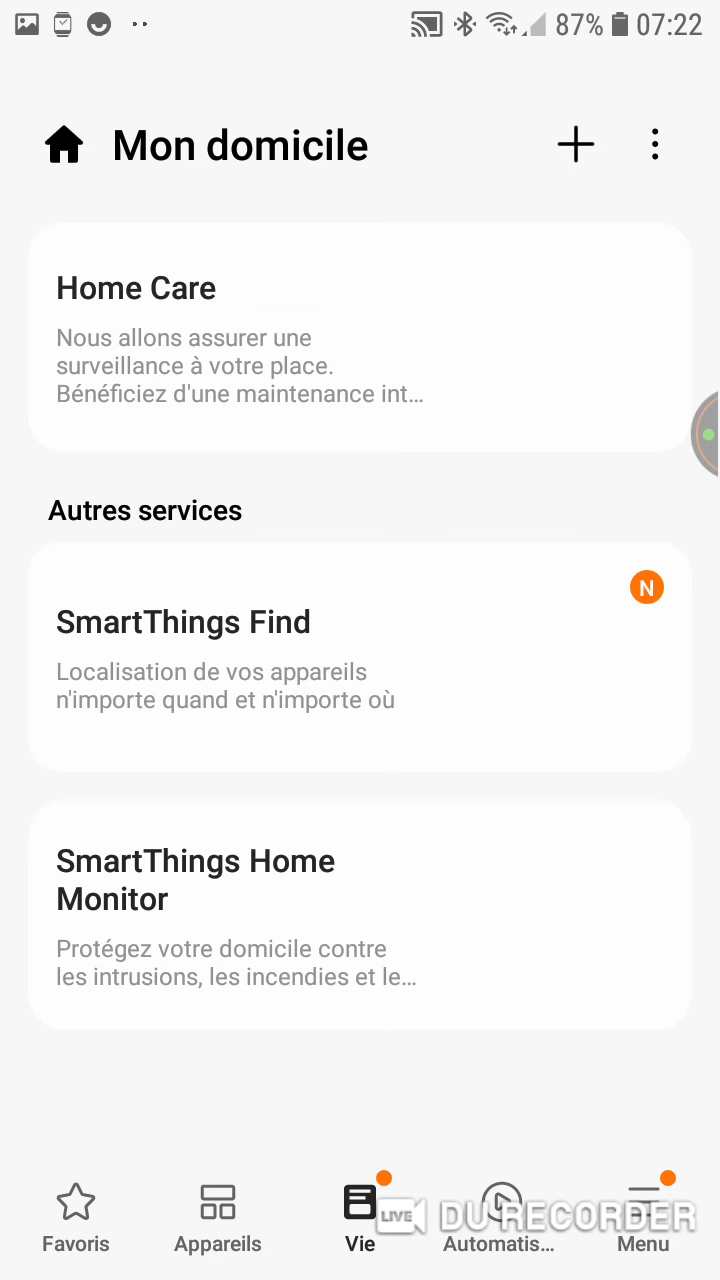 87% 07:22
Mon domicile
Home Care
Nous allons assurer une
surveillance à votre place.
Bénéficiez d'une maintenance int…
Autres services
N
SmartThings Find
Localisation de vos appareils
n'importe quand et n'importe où
SmartThings Home
Monitor
Protégez votre domicile contre
les intrusions, les incendies et le…
LIVE DU RECORDER
Favoris Appareils Vie Automatis… Menu